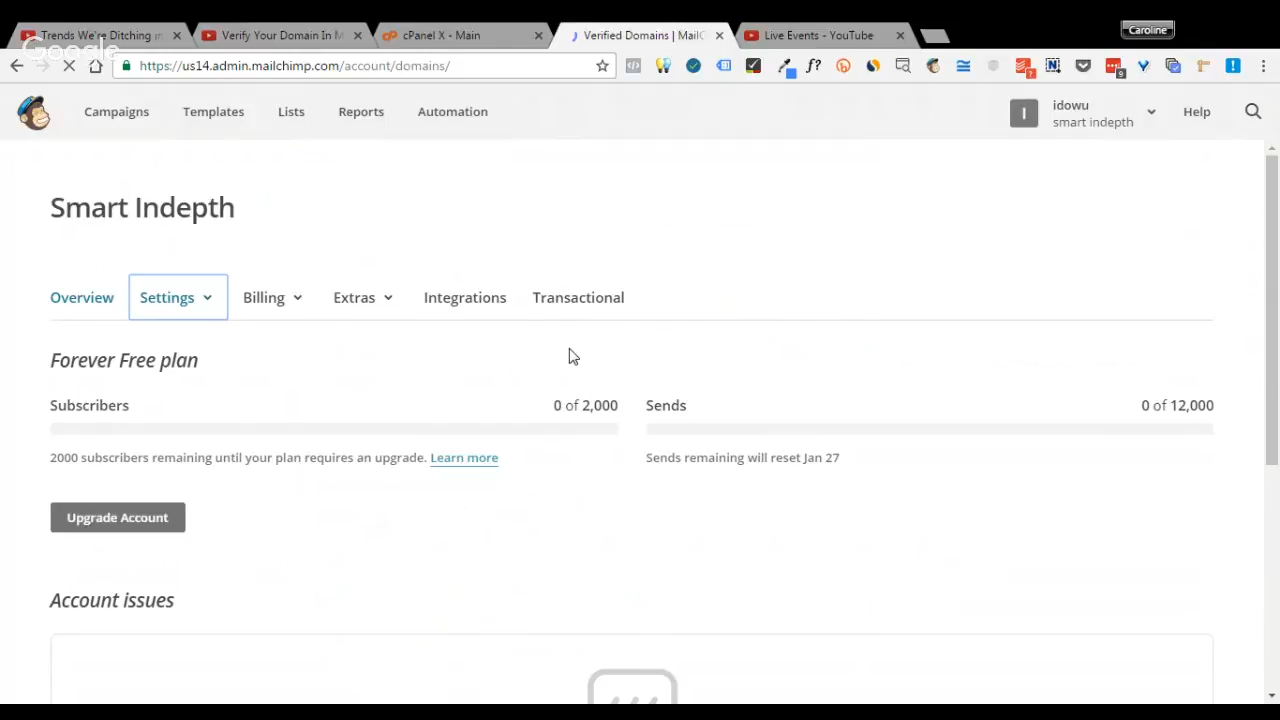 Trends We're Ditching in
Verify Your Domain In M
cPanel X - Main
Verified Domains | MailC
Live Events - YouTube
Caroline
Google
https://us14.admin.mailchimp.com/account/domains/
Campaigns
Templates
Lists
Reports
Automation
I
idowu
smart indepth
Help
Smart Indepth
Overview
Settings
Billing
Extras
Integrations
Transactional
Forever Free plan
Subscribers
0 of 2,000
Sends
0 of 12,000
2000 subscribers remaining until your plan requires an upgrade. Learn more
Sends remaining will reset Jan 27
Upgrade Account
Account issues